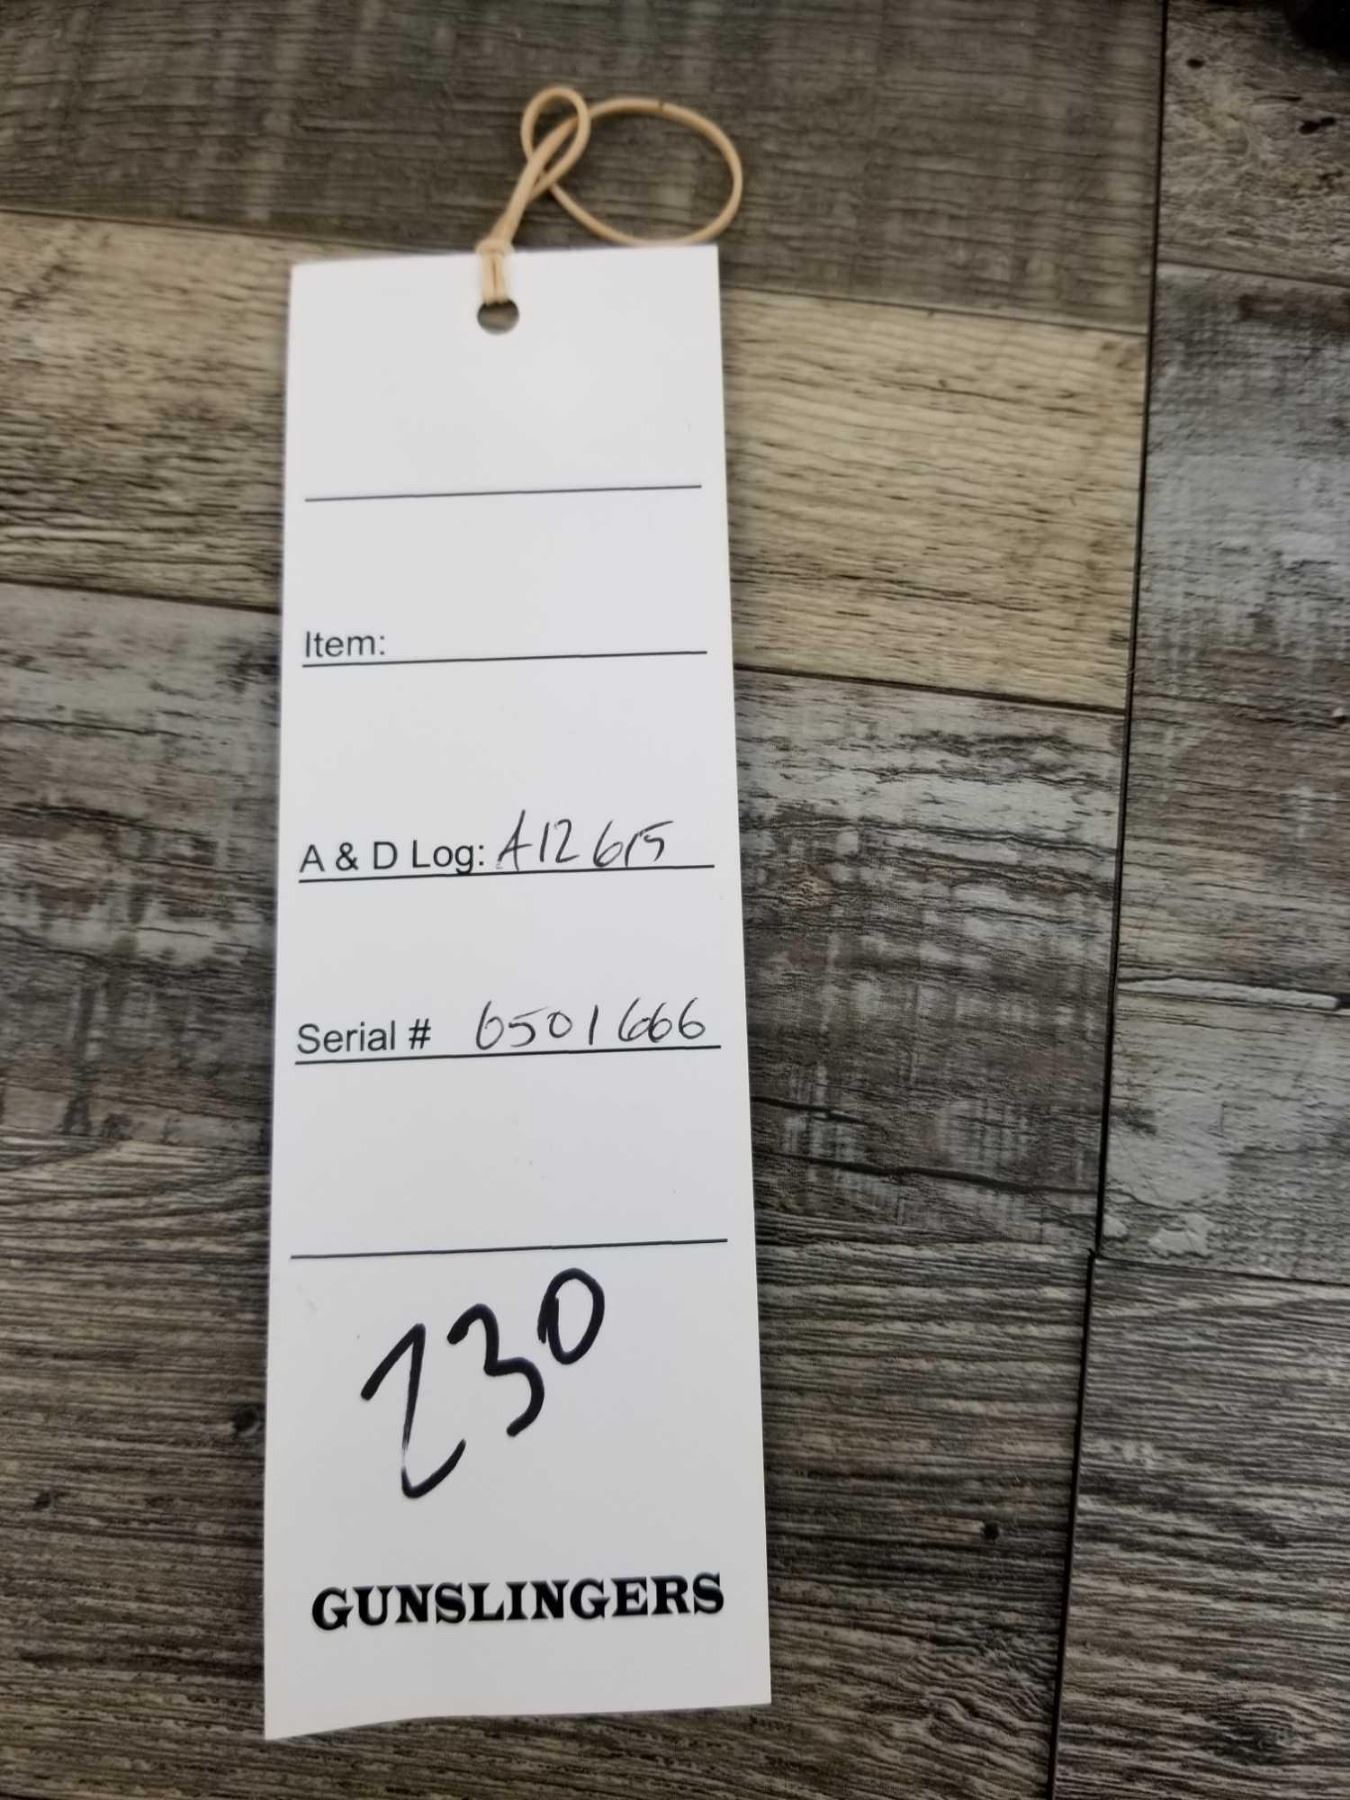 Item:
A & D Log: A12615
Serial # 6501666
230
GUNSLINGERS